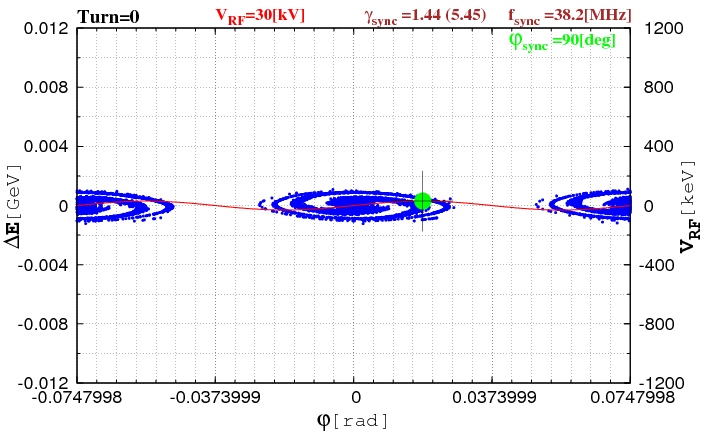 Turn=0 V_RF=30[kV] γ_sync =1.44 (5.45) f_sync =38.2[MHz]
φ_sync =90[deg]
0.012 1200
0.008 800
0.004 400
0 0
-0.004 -400
-0.008 -800
-0.012 -1200
ΔE[GeV]
V_RF[keV]
-0.0747998 -0.0373999 0 0.0373999 0.0747998
φ[rad]